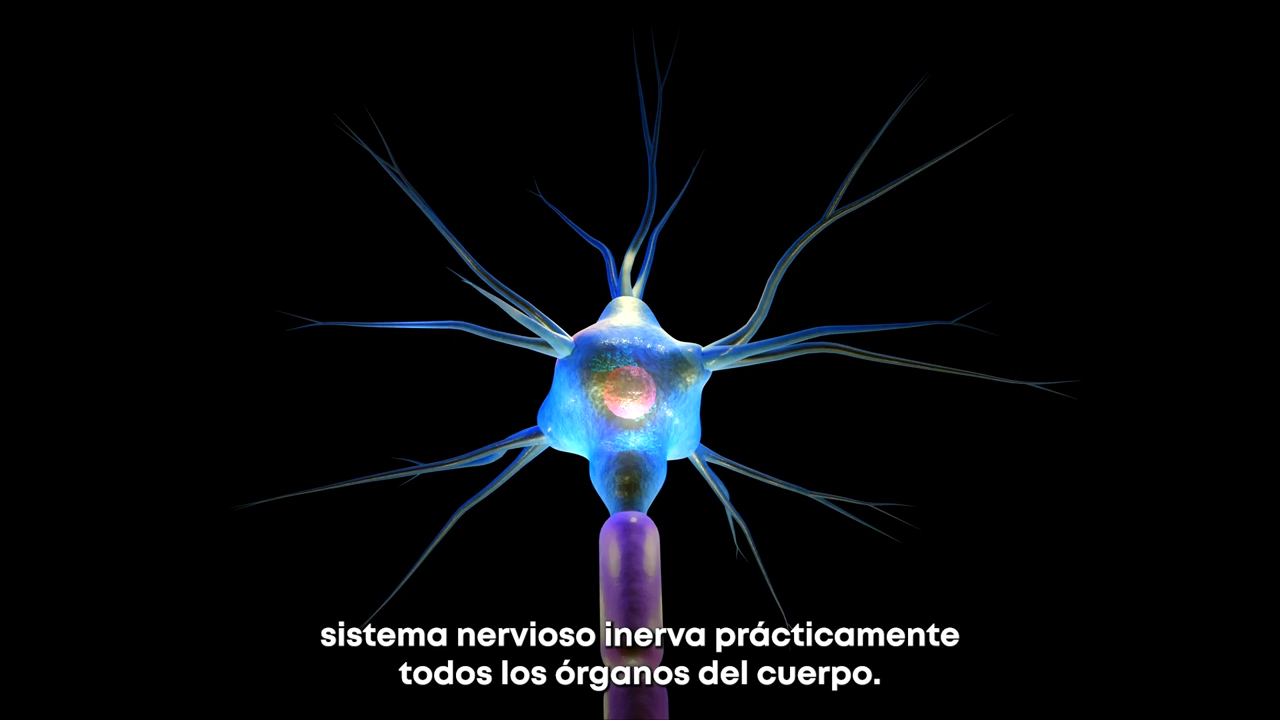 sistema nervioso inerva prácticamente
todos los órganos del cuerpo.